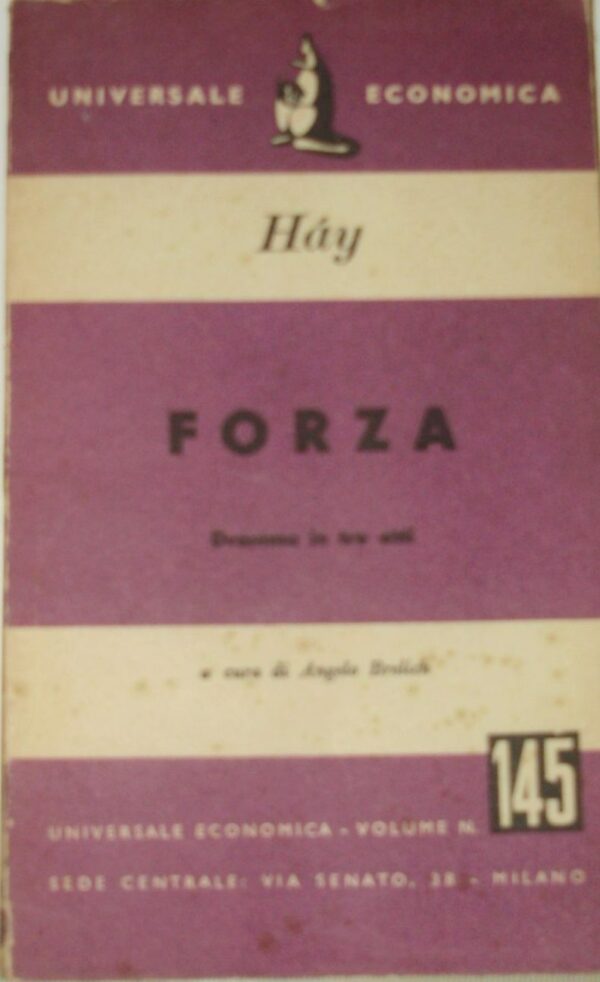 UNIVERSALE ECONOMICA
Háy
FORZA
Dramma in tre atti
a cura di Angelo Brelich
UNIVERSALE ECONOMICA - VOLUME N. 145
SEDE CENTRALE: VIA SENATO, 38 - MILANO